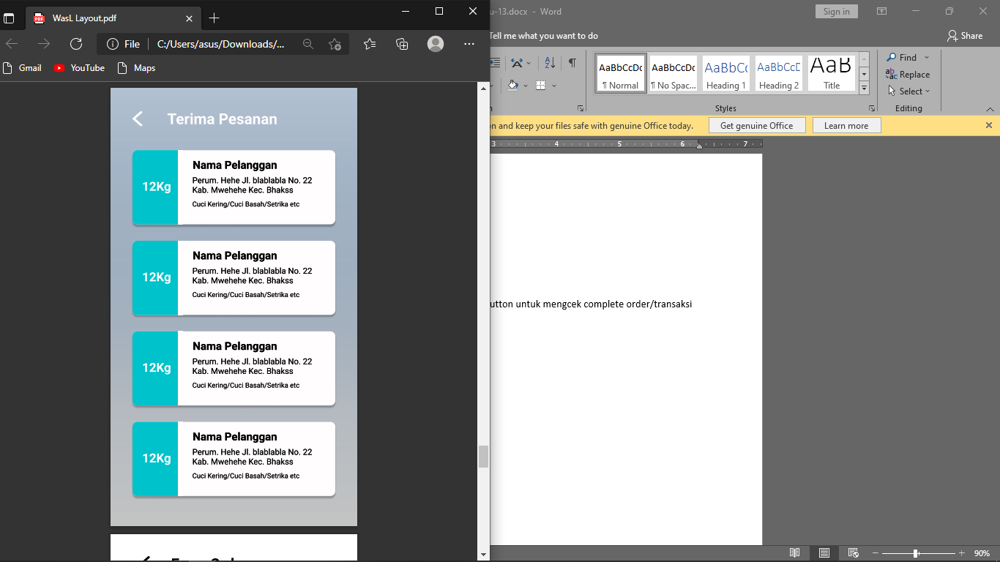 WasL Layout.pdf
File
C:/Users/asus/Downloads/...
Gmail
YouTube
Maps
Terima Pesanan
12Kg
Nama Pelanggan
Perum. Hehe Jl. blablabla No. 22
Kab. Mwehehe Kec. Bhakss
Cuci Kering/Cuci Basah/Setrika etc
12Kg
Nama Pelanggan
Perum. Hehe Jl. blablabla No. 22
Kab. Mwehehe Kec. Bhakss
Cuci Kering/Cuci Basah/Setrika etc
12Kg
Nama Pelanggan
Perum. Hehe Jl. blablabla No. 22
Kab. Mwehehe Kec. Bhakss
Cuci Kering/Cuci Basah/Setrika etc
12Kg
Nama Pelanggan
Perum. Hehe Jl. blablabla No. 22
Kab. Mwehehe Kec. Bhakss
Cuci Kering/Cuci Basah/Setrika etc
u-13.docx - Word
Sign in
Tell me what you want to do
Share
AaBbCcDc
¶ Normal
AaBbCcDc
¶ No Spac...
AaBbCc
Heading 1
AaBbCcE
Heading 2
AaB
Title
Styles
Find
Replace
Select
Editing
on and keep your files safe with genuine Office today.
Get genuine Office
Learn more
3 4 5 6 7
utton untuk mengcek complete order/transaksi
90%